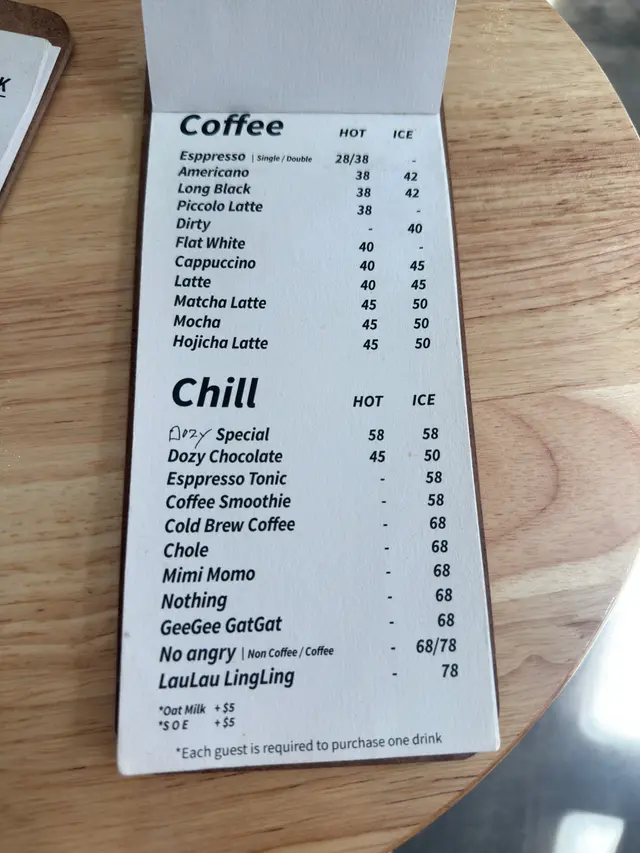 K
Coffee HOT ICE
Esppresso | Single / Double 28/38 -
Americano 38 42
Long Black 38 42
Piccolo Latte 38 -
Dirty - 40
Flat White 40 -
Cappuccino 40 45
Latte 40 45
Matcha Latte 45 50
Mocha 45 50
Hojicha Latte 45 50
Chill HOT ICE
Dozy Special 58 58
Dozy Chocolate 45 50
Esppresso Tonic - 58
Coffee Smoothie - 58
Cold Brew Coffee - 68
Chole - 68
Mimi Momo - 68
Nothing - 68
GeeGee GatGat - 68
No angry | Non Coffee / Coffee - 68/78
LauLau LingLing - 78
*Oat Milk + $5
*S O E + $5
*Each guest is required to purchase one drink